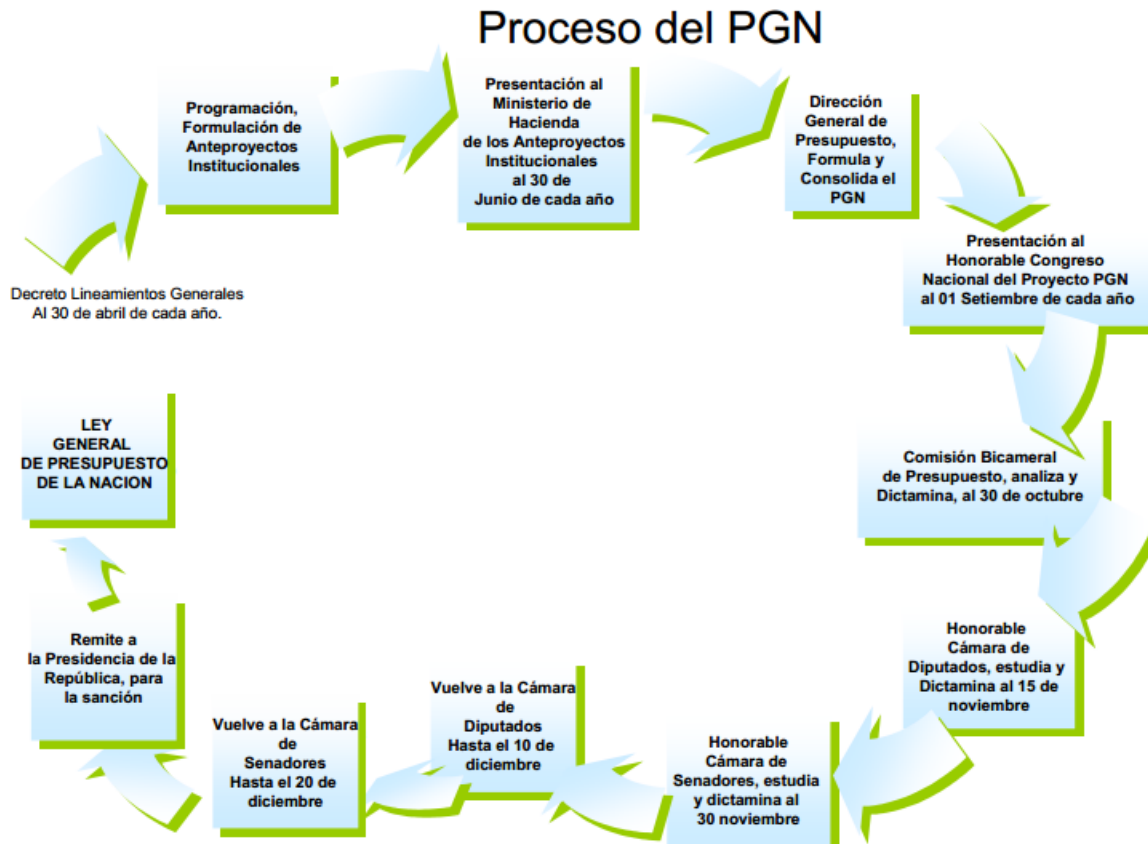 Proceso del PGN
Decreto Lineamientos Generales
Al 30 de abril de cada año.
Programación,
Formulación de
Anteproyectos
Institucionales
Presentación al
Ministerio de
Hacienda
de los Anteproyectos
Institucionales
al 30 de
Junio de cada año
Dirección
General de
Presupuesto,
Formula y
Consolida el
PGN
Presentación al
Honorable Congreso
Nacional del Proyecto PGN
al 01 Setiembre de cada año
Comisión Bicameral
de Presupuesto, analiza y
Dictamina, al 30 de octubre
Honorable
Cámara de
Diputados, estudia y
Dictamina al 15 de
noviembre
Honorable
Cámara de
Senadores, estudia
y dictamina al
30 noviembre
Vuelve a la Cámara
de
Diputados
Hasta el 10 de
diciembre
Vuelve a la Cámara
de
Senadores
Hasta el 20 de
diciembre
Remite a
la Presidencia de la
República, para
la sanción
LEY
GENERAL
DE PRESUPUESTO
DE LA NACION